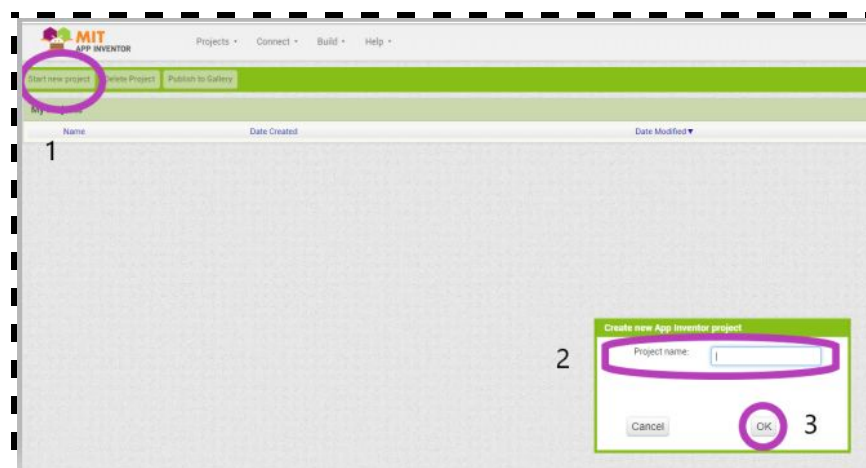 MIT
APP INVENTOR
Projects Connect Build Help
Start new project Delete Project Publish to Gallery
My
Name Date Created Date Modified
1
Create new App Inventor project
2 Project name:
Cancel OK 3